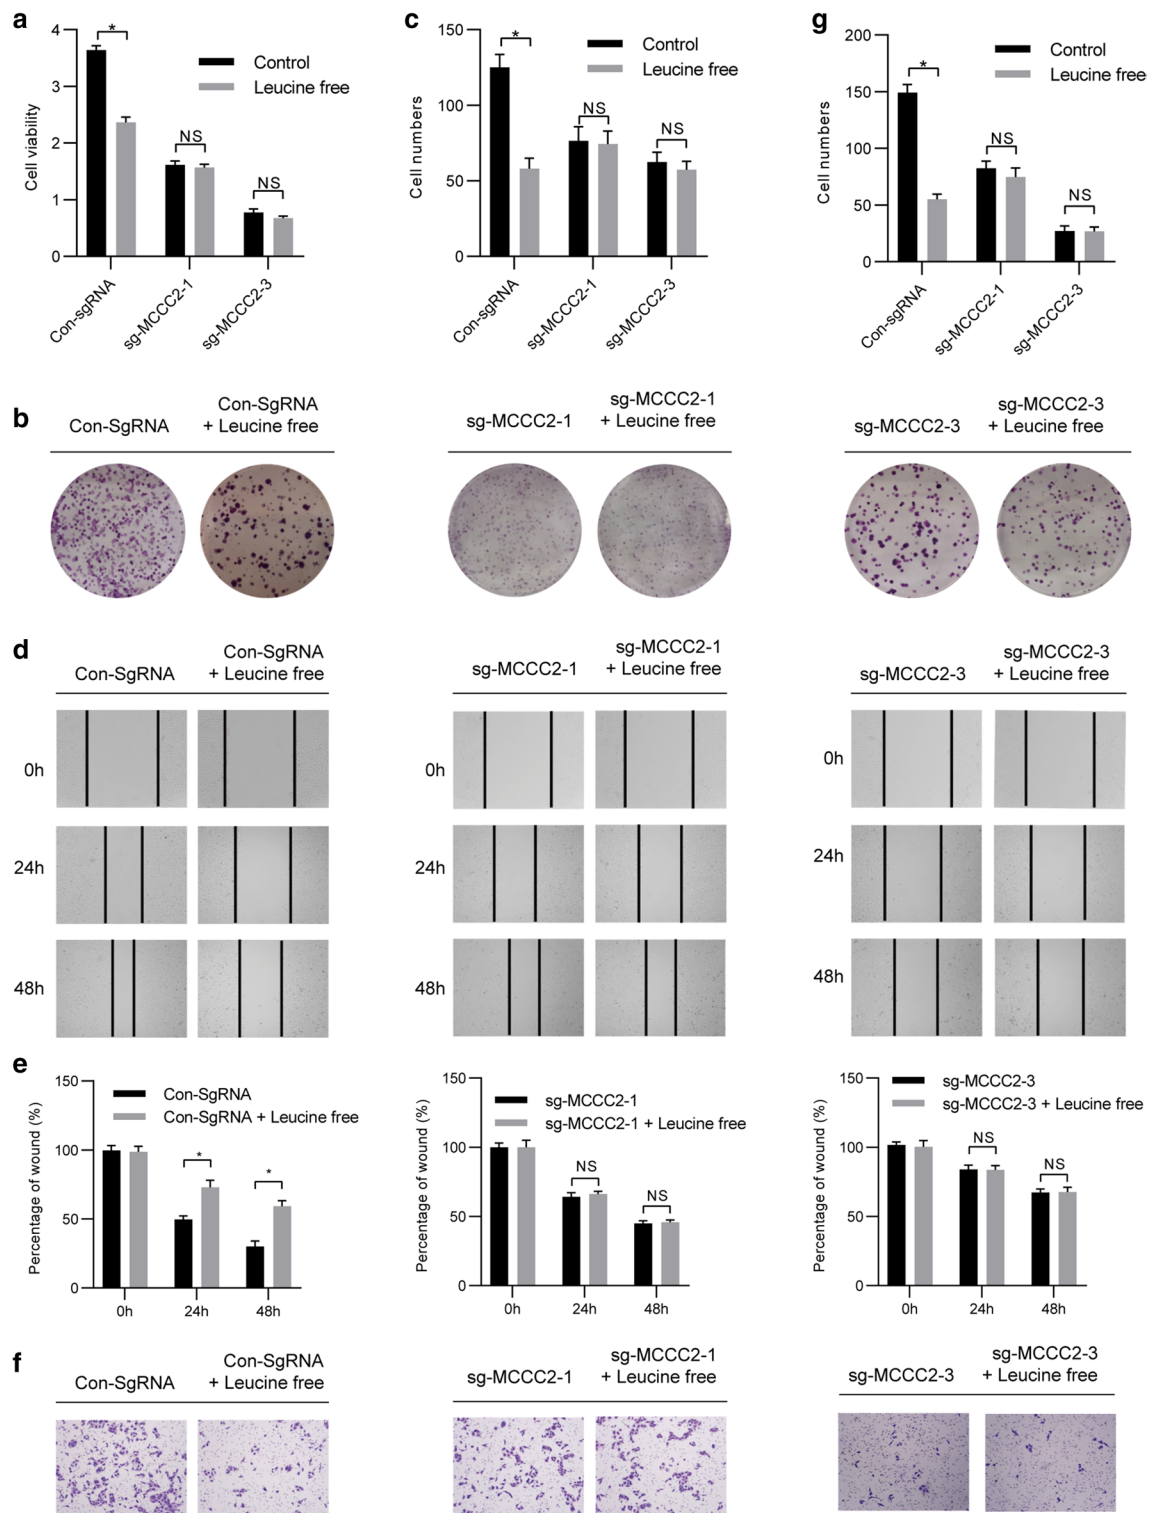 a
4
3
2
1
0
Cell viability
*
NS
NS
Control
Leucine free
Con-sgRNA
sg-MCCC2-1
sg-MCCC2-3
c
150
100
50
0
Cell numbers
*
NS
NS
Control
Leucine free
Con-sgRNA
sg-MCCC2-1
sg-MCCC2-3
g
200
150
100
50
0
Cell numbers
*
NS
NS
Control
Leucine free
Con-sgRNA
sg-MCCC2-1
sg-MCCC2-3
b
Con-SgRNA
Con-SgRNA
+ Leucine free
sg-MCCC2-1
sg-MCCC2-1
+ Leucine free
sg-MCCC2-3
sg-MCCC2-3
+ Leucine free
d
Con-SgRNA
Con-SgRNA
+ Leucine free
0h
24h
48h
sg-MCCC2-1
sg-MCCC2-1
+ Leucine free
0h
24h
48h
sg-MCCC2-3
sg-MCCC2-3
+ Leucine free
0h
24h
48h
e
150
100
50
0
Percentage of wound (%)
Con-SgRNA
Con-SgRNA + Leucine free
*
*
0h
24h
48h
150
100
50
0
Percentage of wound (%)
sg-MCCC2-1
sg-MCCC2-1 + Leucine free
NS
NS
0h
24h
48h
150
100
50
0
Percentage of wound (%)
sg-MCCC2-3
sg-MCCC2-3 + Leucine free
NS
NS
0h
24h
48h
f
Con-SgRNA
Con-SgRNA
+ Leucine free
sg-MCCC2-1
sg-MCCC2-1
+ Leucine free
sg-MCCC2-3
sg-MCCC2-3
+ Leucine free